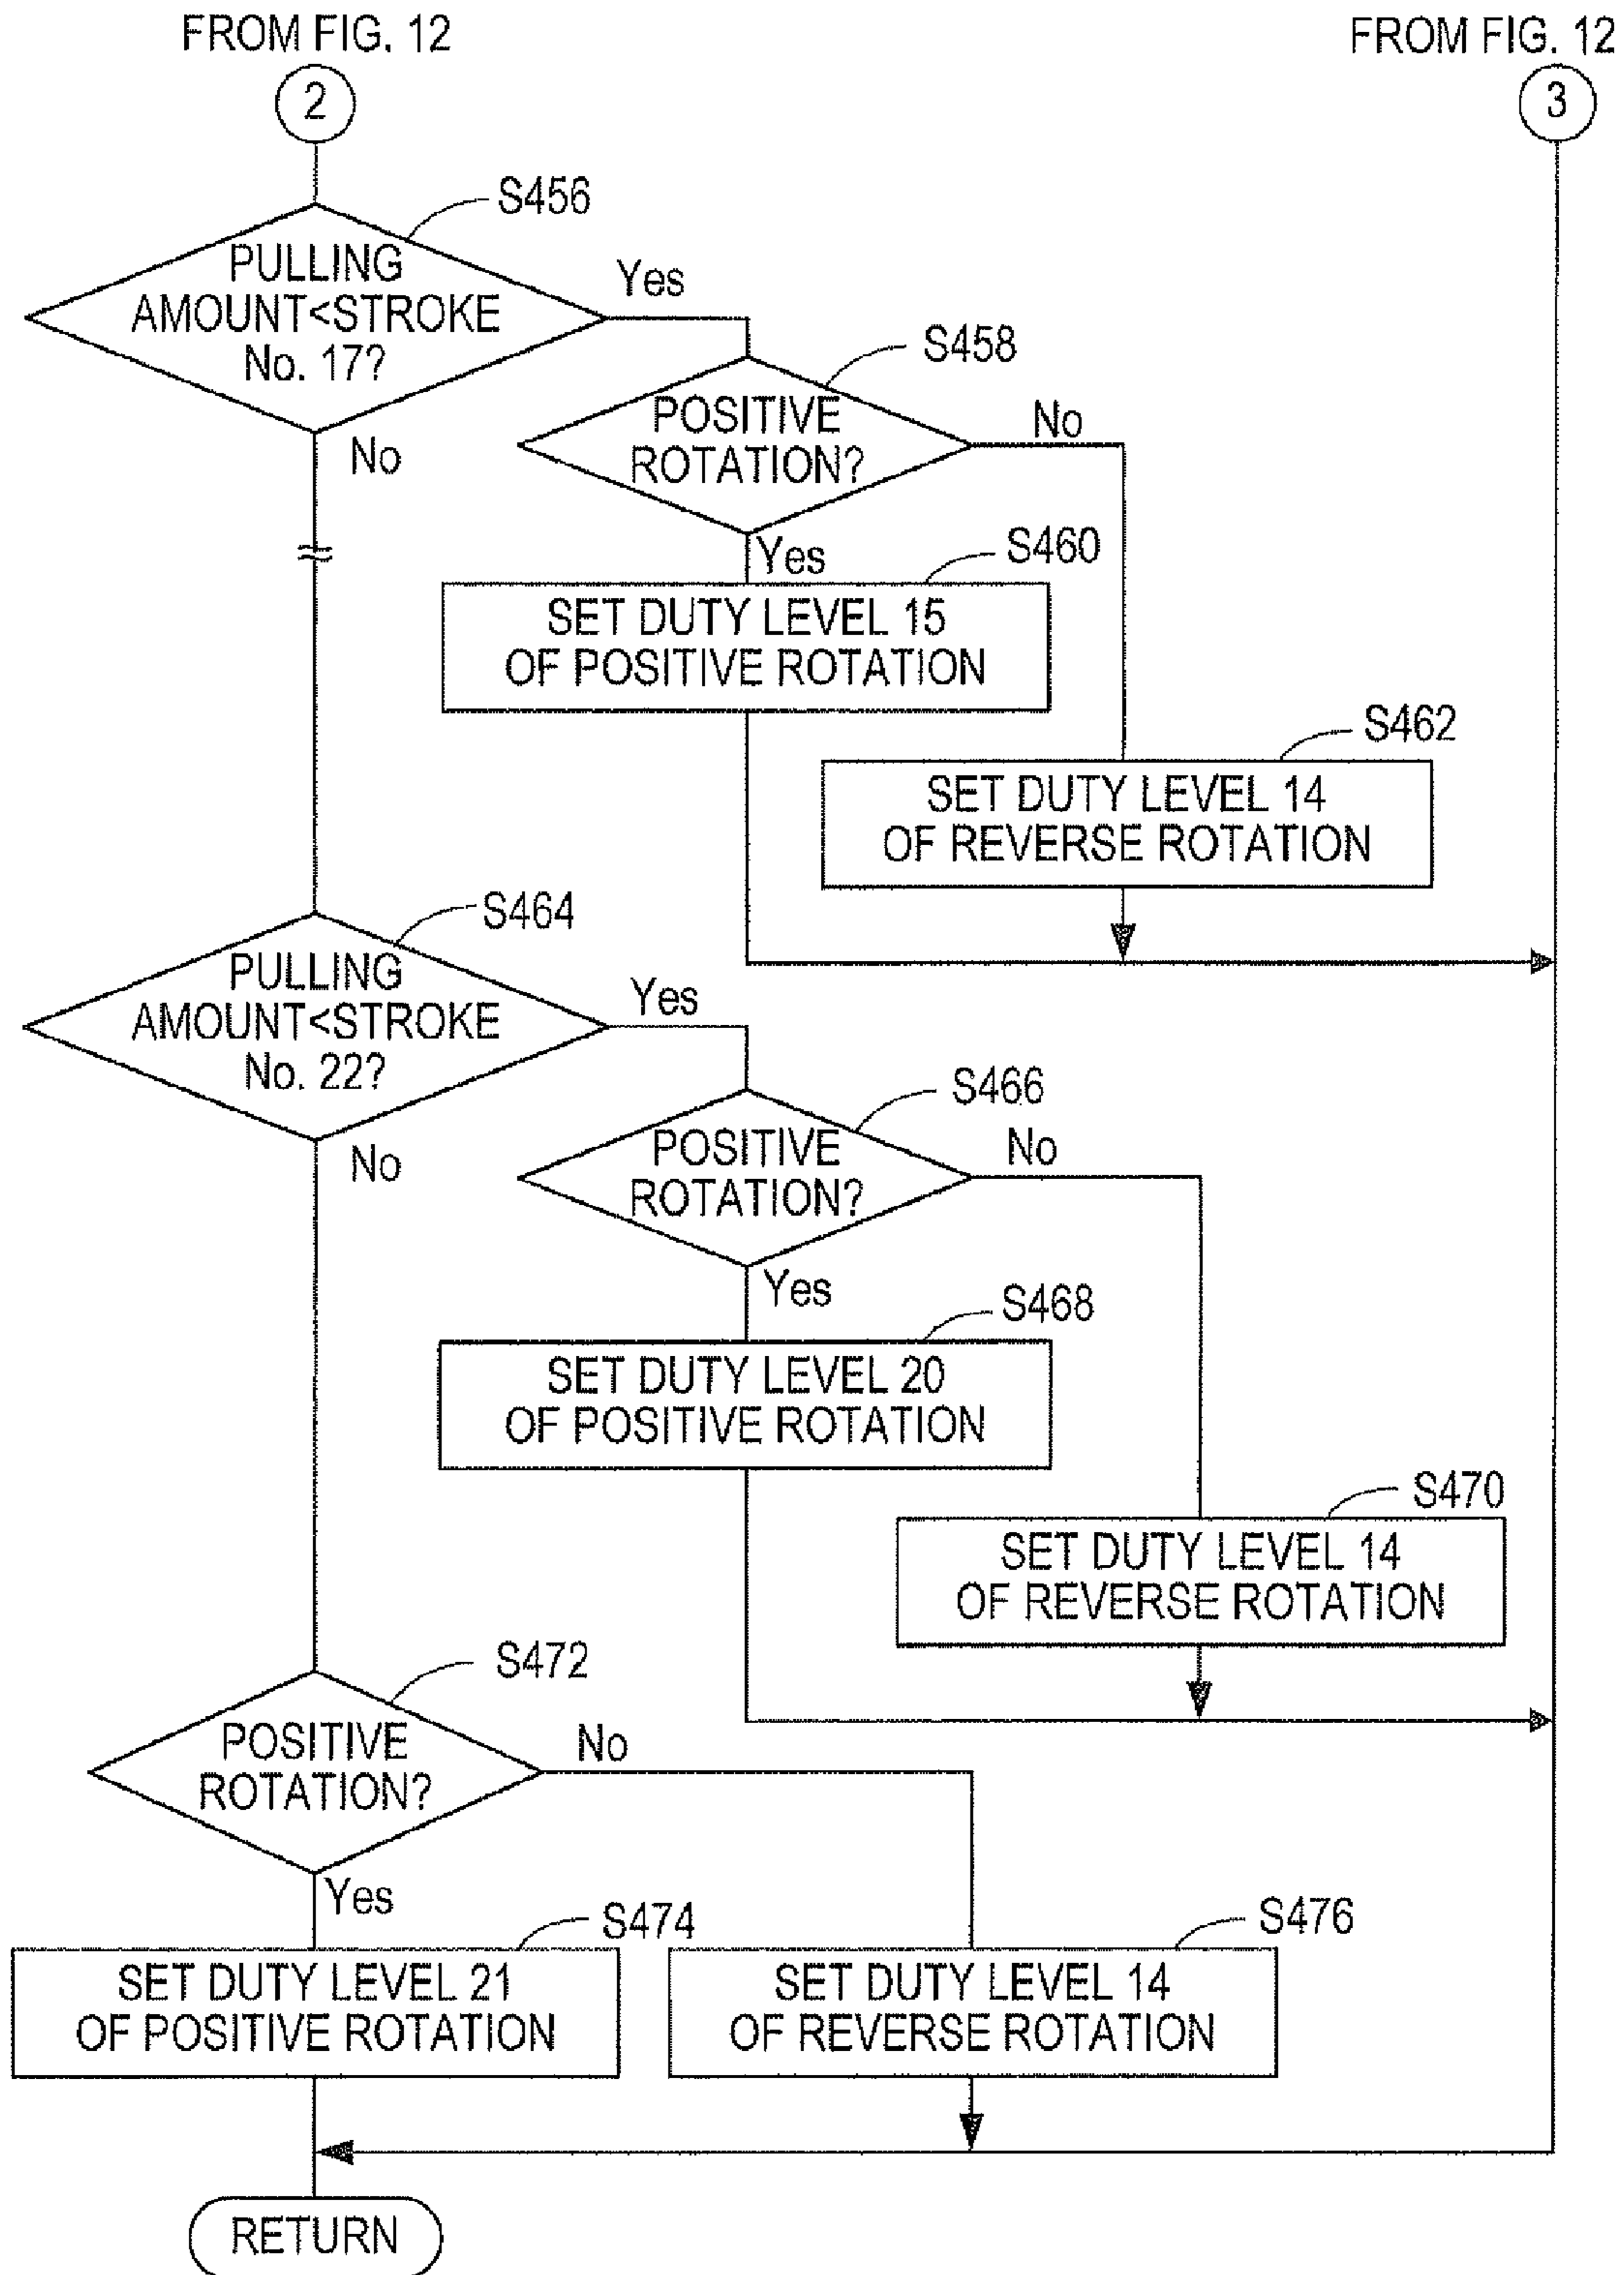 FROM FIG. 12
FROM FIG. 12
2
3
S456
PULLING
AMOUNT<STROKE
No. 17?
Yes
No
S458
POSITIVE
ROTATION?
No
Yes
S460
SET DUTY LEVEL 15
OF POSITIVE ROTATION
S462
SET DUTY LEVEL 14
OF REVERSE ROTATION
S464
PULLING
AMOUNT<STROKE
No. 22?
Yes
No
S466
POSITIVE
ROTATION?
No
Yes
S468
SET DUTY LEVEL 20
OF POSITIVE ROTATION
S470
SET DUTY LEVEL 14
OF REVERSE ROTATION
S472
POSITIVE
ROTATION?
No
Yes
S474
SET DUTY LEVEL 21
OF POSITIVE ROTATION
S476
SET DUTY LEVEL 14
OF REVERSE ROTATION
RETURN